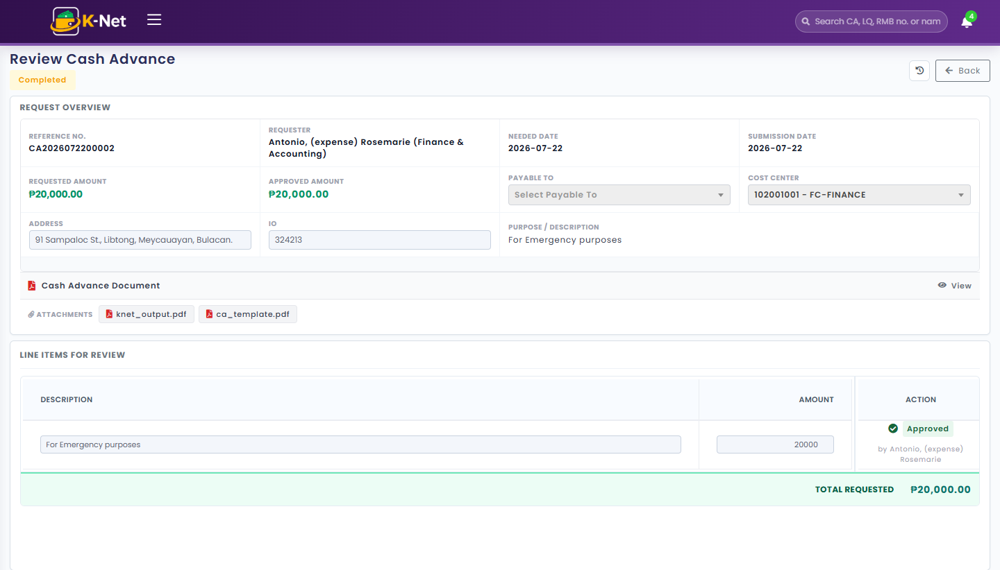 K-Net
Search CA, LQ, RMB no. or nam
4
Review Cash Advance
Completed
Back
REQUEST OVERVIEW
REFERENCE NO.
CA2026072200002
REQUESTER
Antonio, (expense) Rosemarie (Finance &
Accounting)
NEEDED DATE
2026-07-22
SUBMISSION DATE
2026-07-22
REQUESTED AMOUNT
₱20,000.00
APPROVED AMOUNT
₱20,000.00
PAYABLE TO
Select Payable To
COST CENTER
102001001 - FC-FINANCE
ADDRESS
91 Sampaloc St., Libtong, Meycauayan, Bulacan.
IO
324213
PURPOSE / DESCRIPTION
For Emergency purposes
Cash Advance Document
View
ATTACHMENTS
knet_output.pdf
ca_template.pdf
LINE ITEMS FOR REVIEW
DESCRIPTION
AMOUNT
ACTION
For Emergency purposes
20000
Approved
by Antonio, (expense)
Rosemarie
TOTAL REQUESTED
₱20,000.00